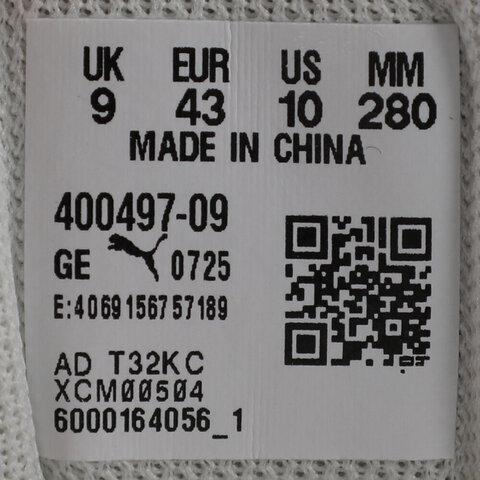 UK EUR US MM
9 43 10 280
MADE IN CHINA
400497-09
GE 0725
E:4069156757189
AD T32KC
XCM00504
6000164056_1